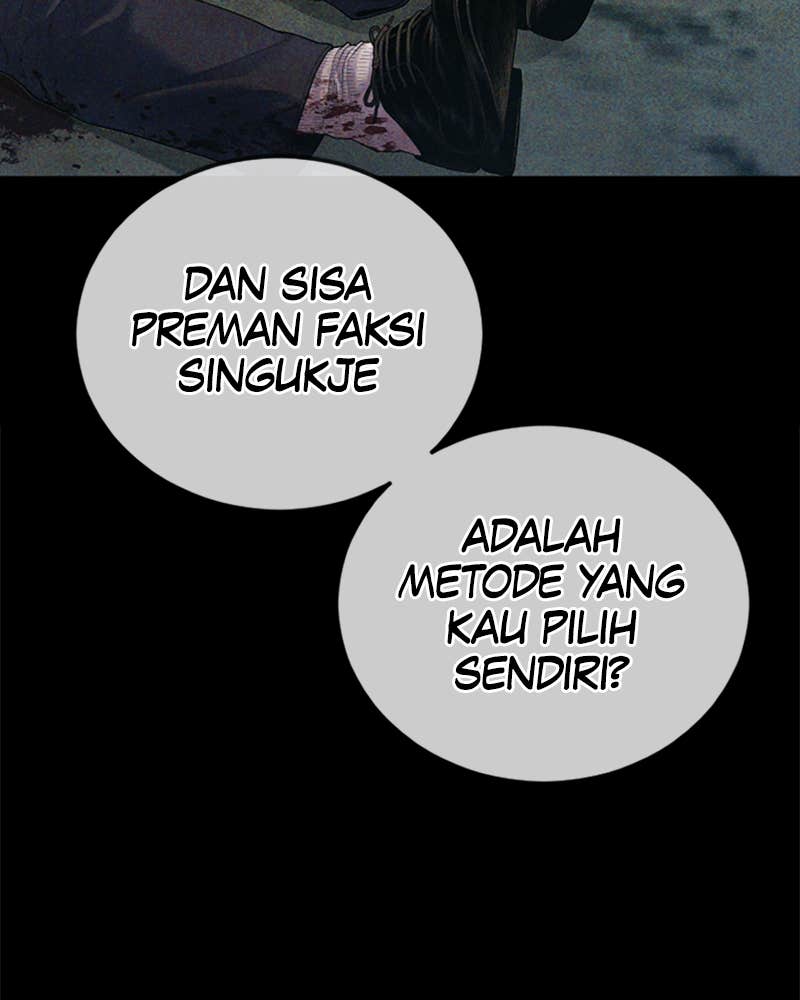 DAN SISA
PREMAN FAKSI
SINGUKJE
ADALAH
METODE YANG
KAU PILIH
SENDIRI?